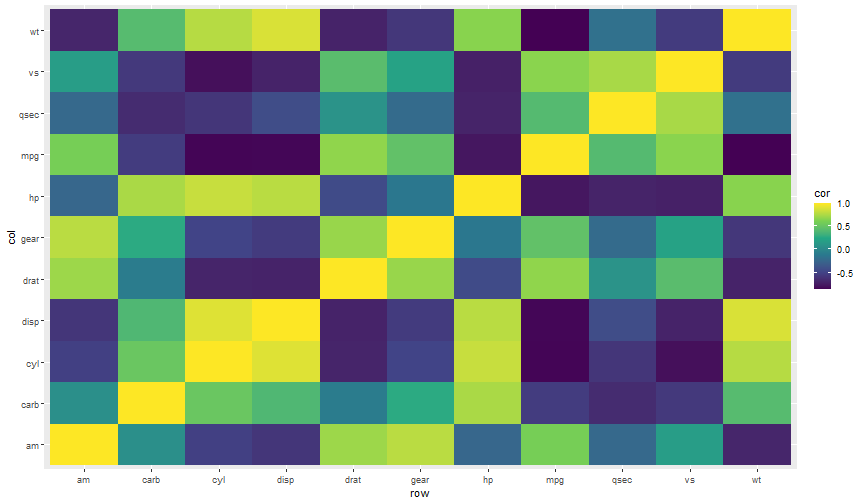 wt
vs
qsec
mpg
hp
gear
drat
disp
cyl
carb
am
col
am carb cyl disp drat gear hp mpg qsec vs wt
row
cor
1.0
0.5
0.0
-0.5